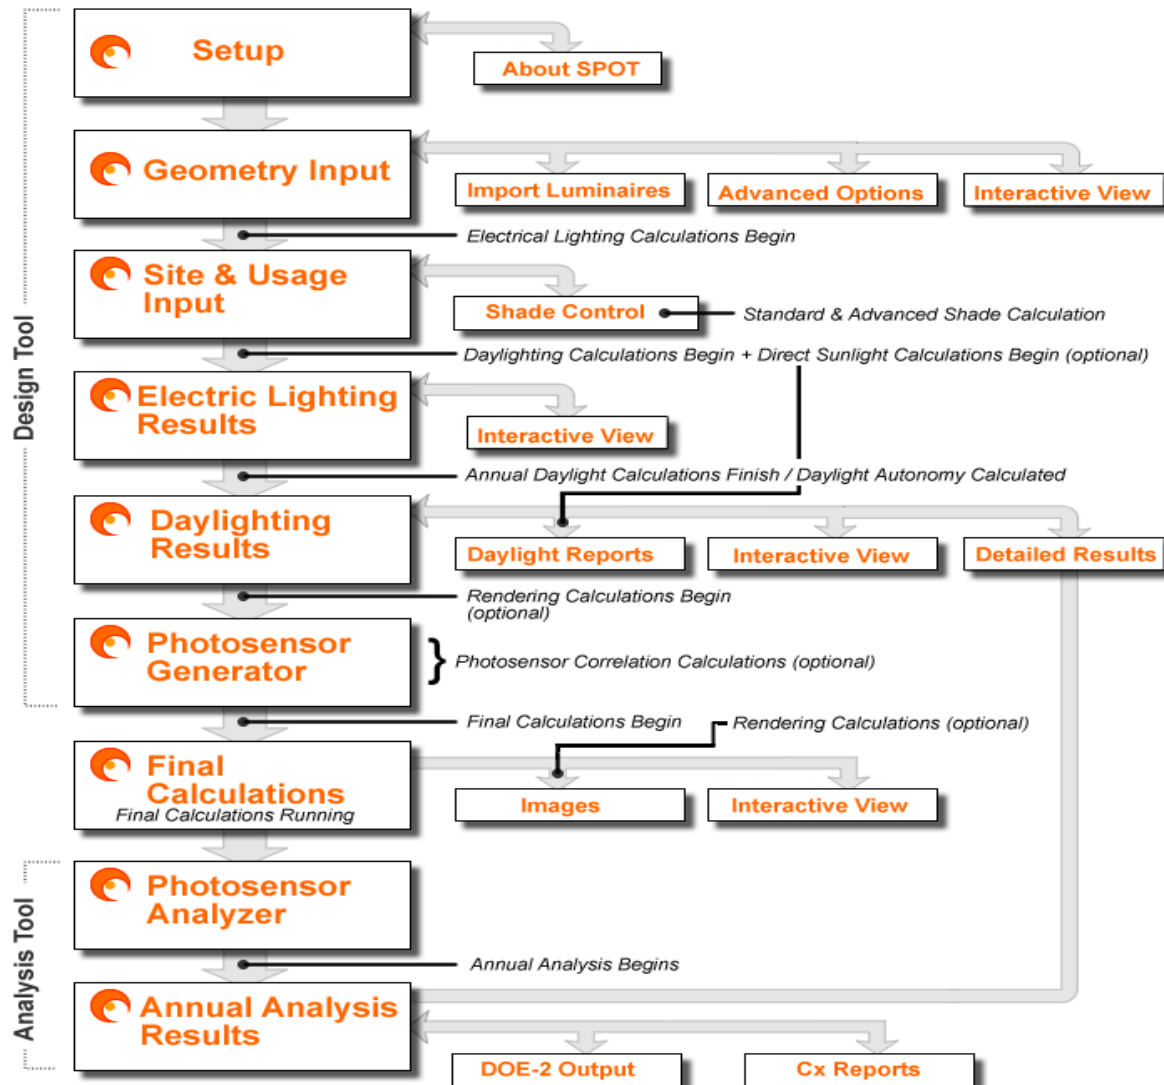 Setup
About SPOT
Geometry Input
Import Luminaires
Advanced Options
Interactive View
Electrical Lighting Calculations Begin
Site & Usage
Input
Shade Control
Standard & Advanced Shade Calculation
Daylighting Calculations Begin + Direct Sunlight Calculations Begin (optional)
Design Tool
Electric Lighting
Results
Interactive View
Annual Daylight Calculations Finish / Daylight Autonomy Calculated
Daylighting
Results
Daylight Reports
Interactive View
Detailed Results
Rendering Calculations Begin
(optional)
Photosensor
Generator
} Photosensor Correlation Calculations (optional)
Final Calculations Begin
Rendering Calculations (optional)
Final
Calculations
Final Calculations Running
Images
Interactive View
Analysis Tool
Photosensor
Analyzer
Annual Analysis Begins
Annual Analysis
Results
DOE-2 Output
Cx Reports